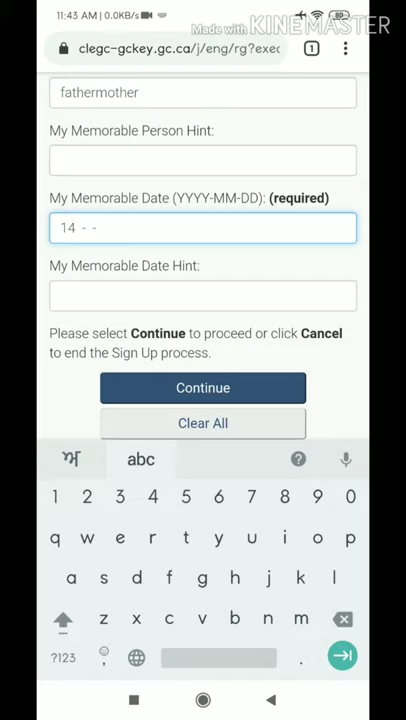 11:43 AM | 0.0KB/s
80
Made with KINEMASTER
clegc-gckey.gc.ca/j/eng/rg?exec
1
fathermother
My Memorable Person Hint:
My Memorable Date (YYYY-MM-DD): (required)
14 - -
My Memorable Date Hint:
Please select Continue to proceed or click Cancel
to end the Sign Up process.
Continue
Clear All
ਅ abc ?
1 2 3 4 5 6 7 8 9 0
q w e r t y u i o p
a s d f g h j k l
z x c v b n m
?123 , .